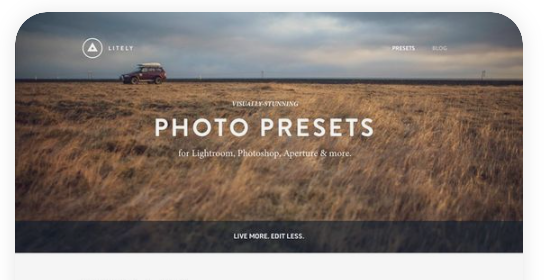 LITELY
PRESETS BLOG
VISUALLY-STUNNING
PHOTO PRESETS
for Lightroom, Photoshop, Aperture & more.
LIVE MORE. EDIT LESS.